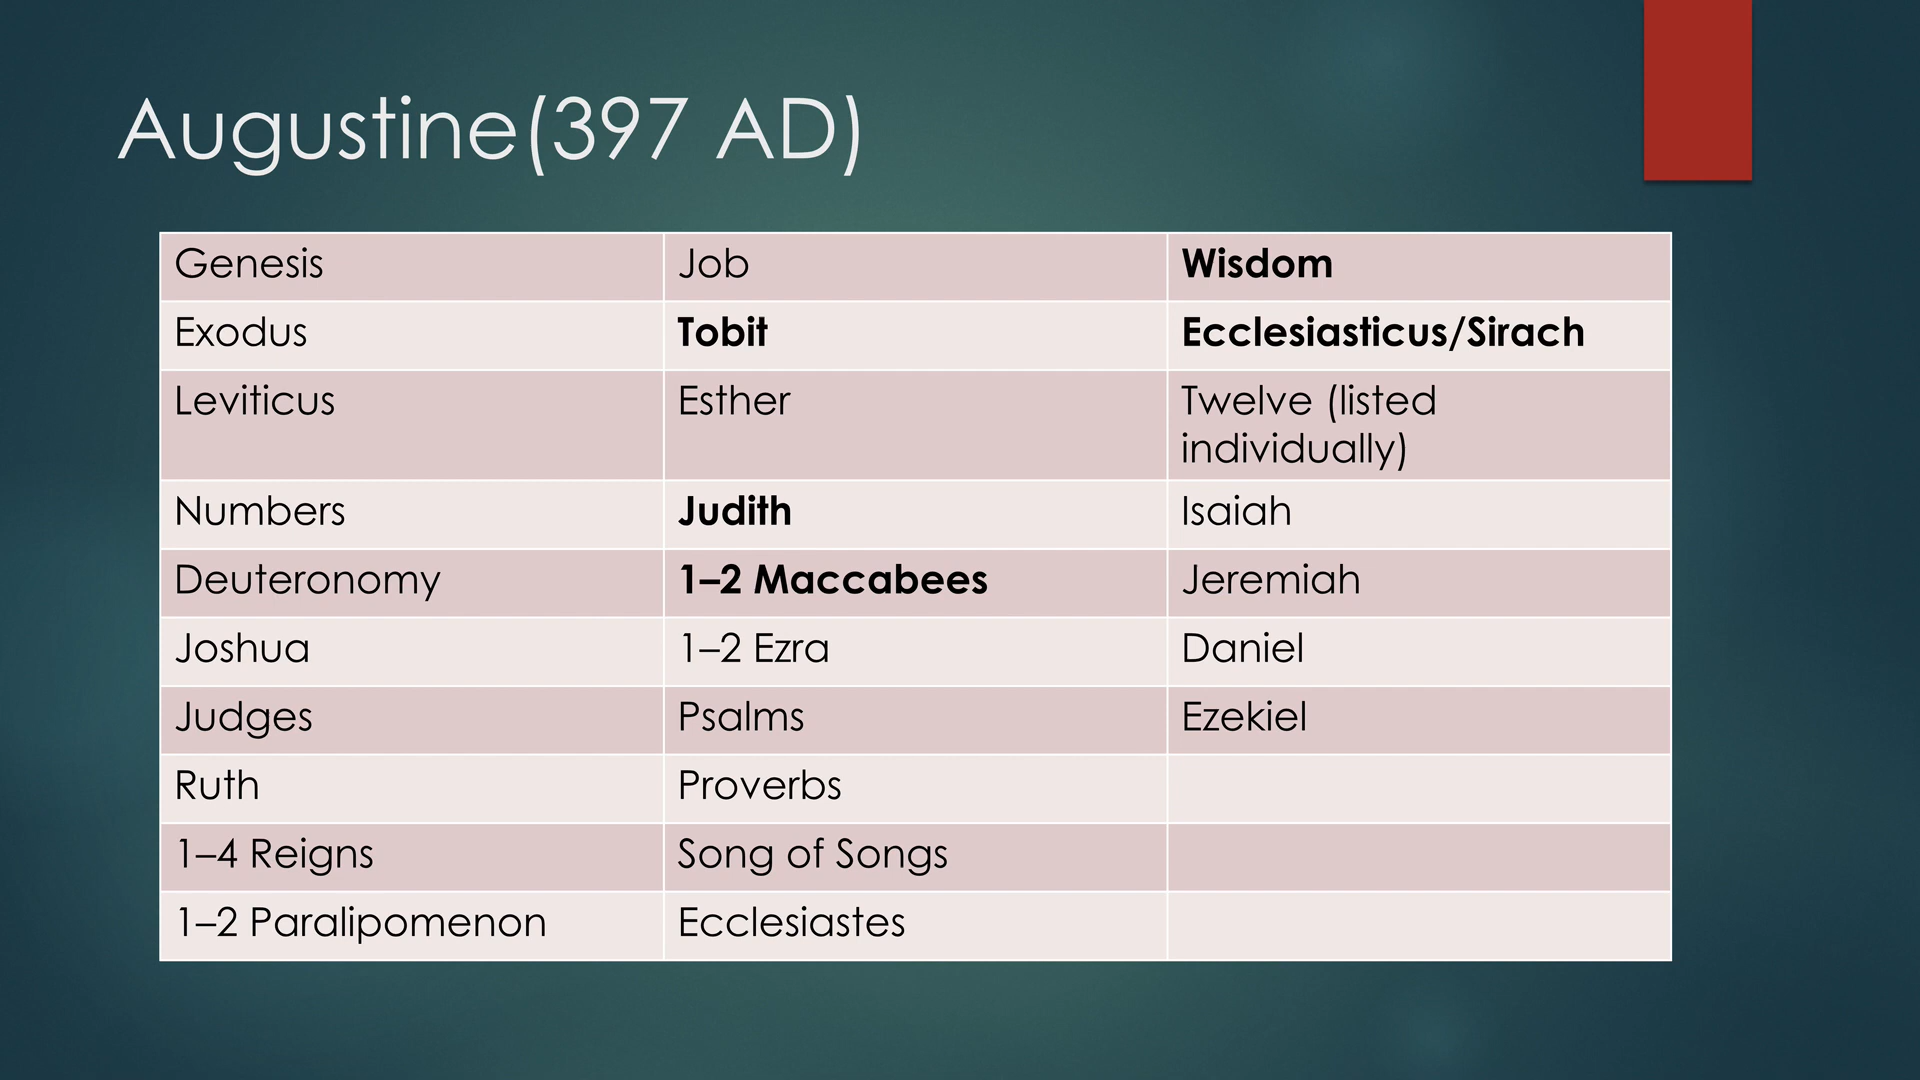 Augustine(397 AD)
Genesis
Job
Wisdom
Exodus
Tobit
Ecclesiasticus/Sirach
Leviticus
Esther
Twelve (listed
individually)
Numbers
Judith
Isaiah
Deuteronomy
1–2 Maccabees
Jeremiah
Joshua
1–2 Ezra
Daniel
Judges
Psalms
Ezekiel
Ruth
Proverbs
1–4 Reigns
Song of Songs
1–2 Paralipomenon
Ecclesiastes